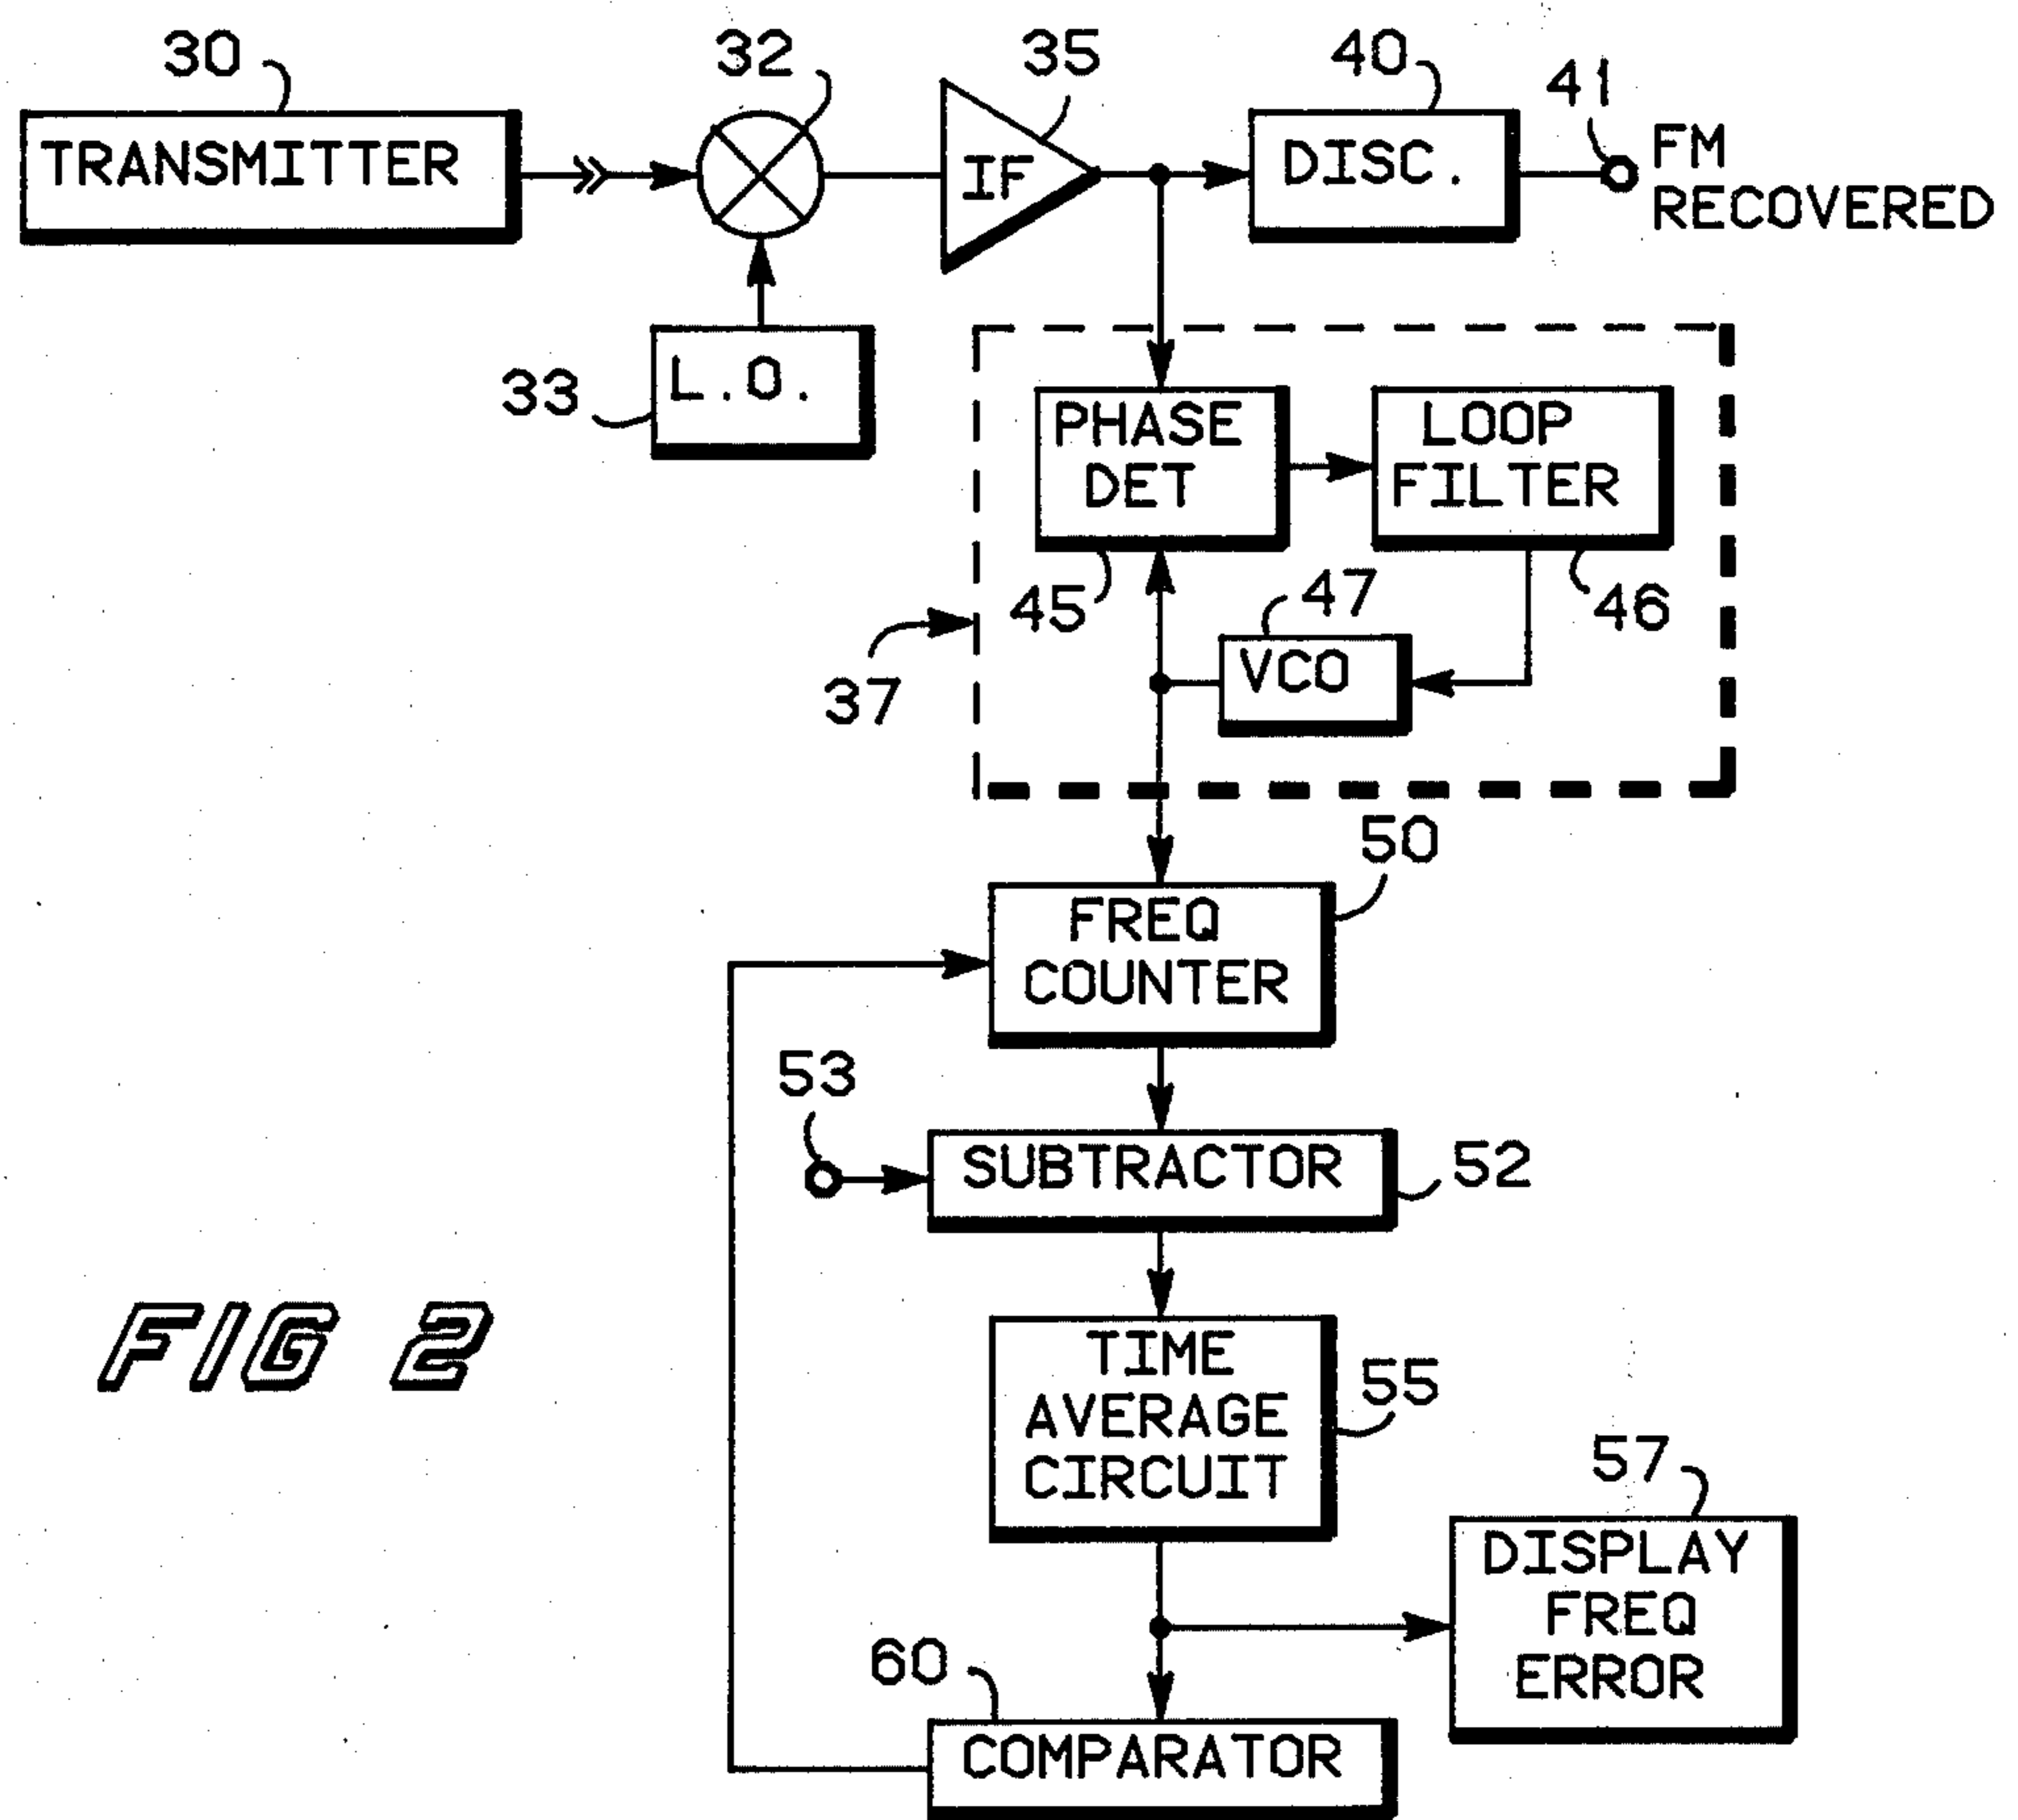 30
32
35
40
41
TRANSMITTER
IF
DISC.
FM
RECOVERED
33
L.O.
PHASE
DET
LOOP
FILTER
45
47
46
37
VCO
50
FREQ
COUNTER
53
SUBTRACTOR
52
TIME
AVERAGE
CIRCUIT
55
FIG 2
57
DISPLAY
FREQ
ERROR
60
COMPARATOR